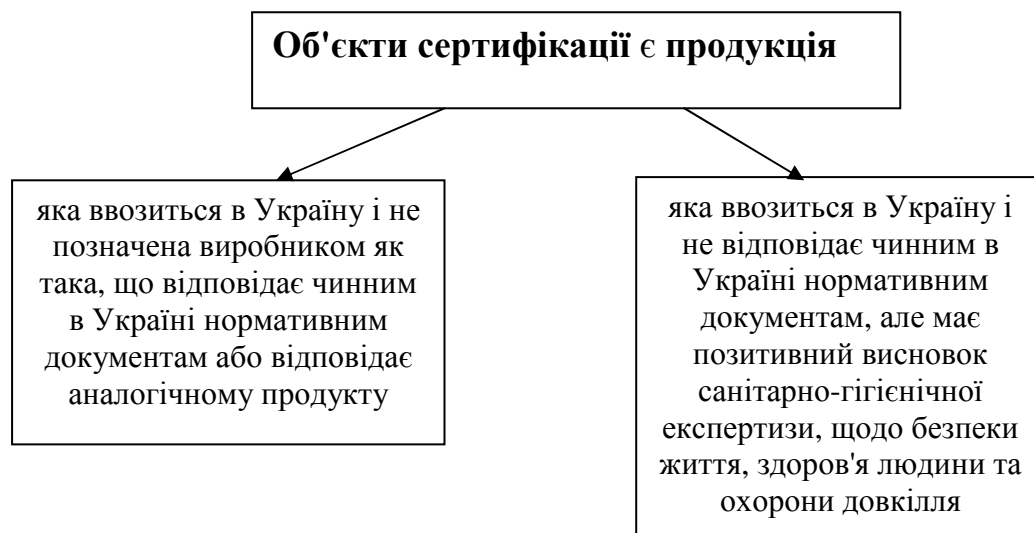 Об'єкти сертифікації є продукція
яка ввозиться в Україну і не
позначена виробником як
така, що відповідає чинним
в Україні нормативним
документам або відповідає
аналогічному продукту
яка ввозиться в Україну і
не відповідає чинним в
Україні нормативним
документам, але має
позитивний висновок
санітарно-гігієнічної
експертизи, щодо безпеки
життя, здоров'я людини та
охорони довкілля